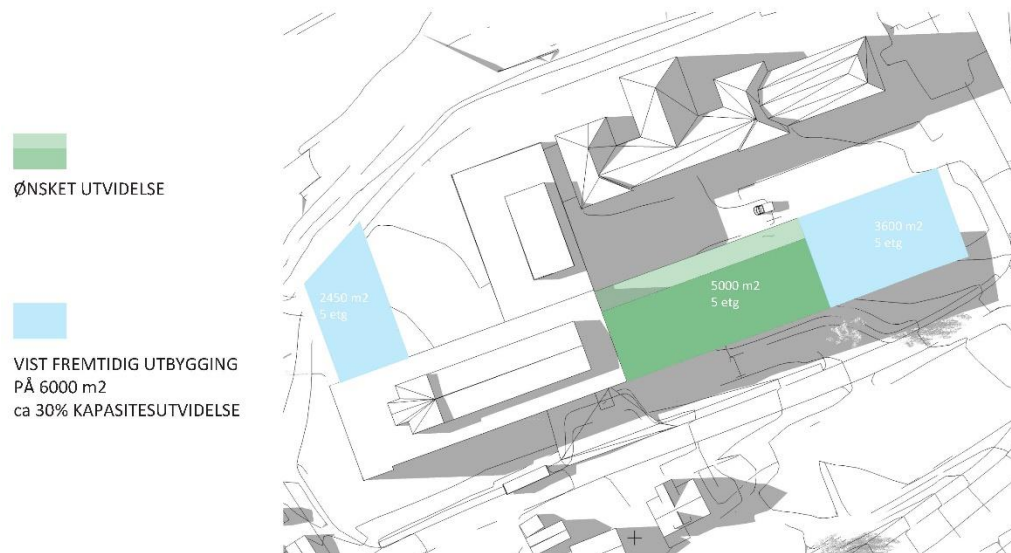 ØNSKET UTVIDELSE
VIST FREMTIDIG UTBYGGING
PÅ 6000 m2
ca 30% KAPASITESUTVIDELSE
2450 m2
5 etg
5000 m2
5 etg
3600 m2
5 etg